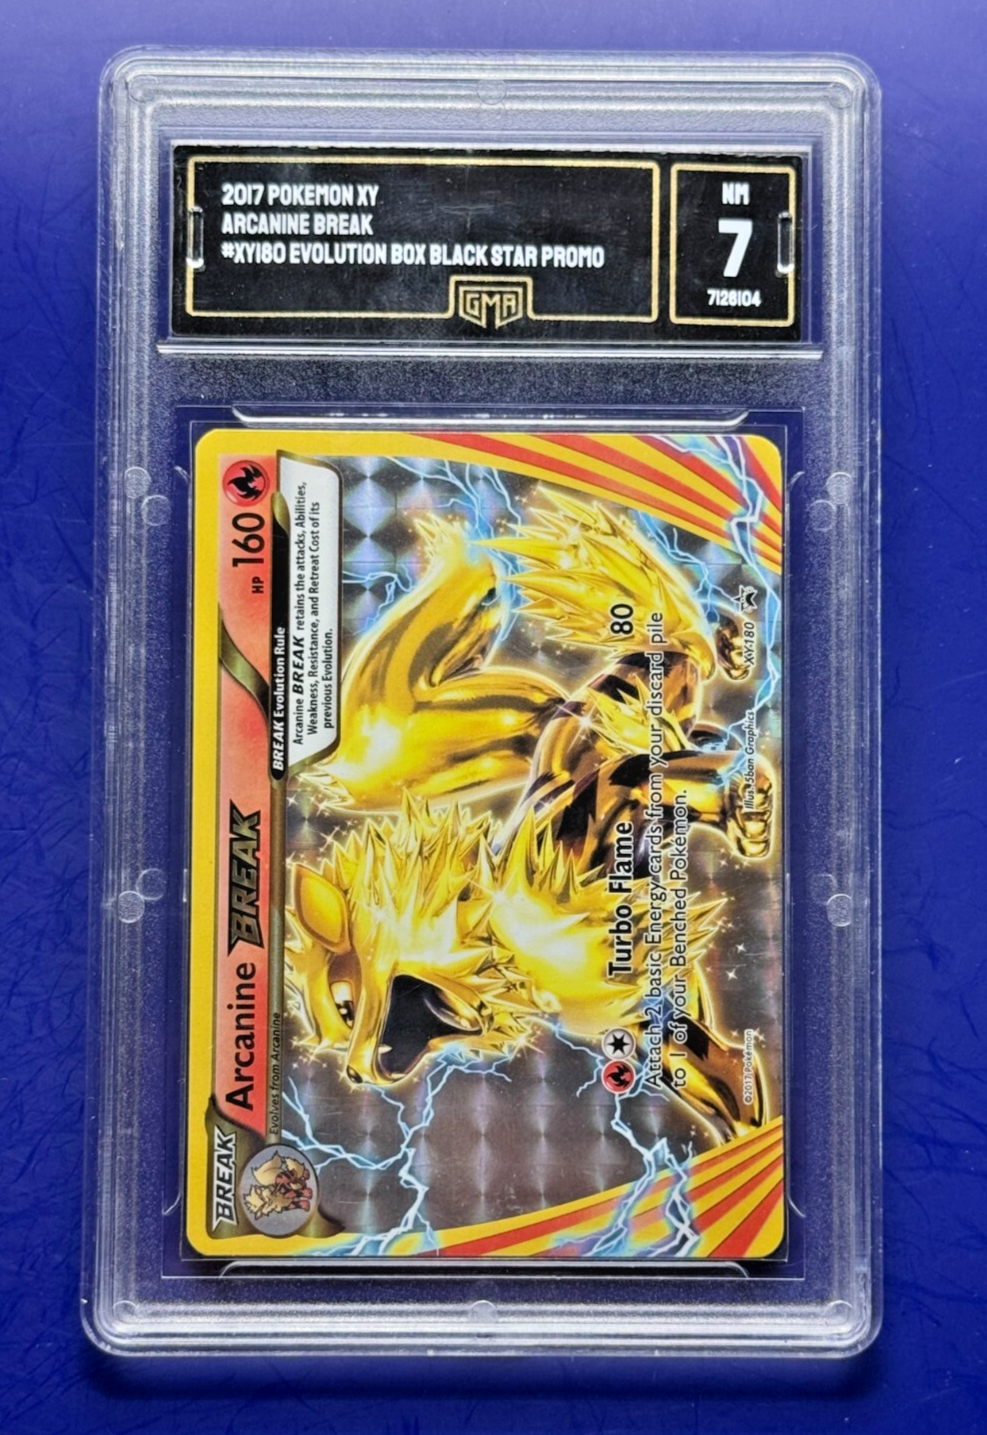 2017 POKEMON XY
ARCANINE BREAK
#XY180 EVOLUTION BOX BLACK STAR PROMO
GMA
NM
7
7126104
BREAK
Arcanine BREAK
HP 160
Evolves from Arcanine
BREAK Evolution Rule
Arcanine BREAK retains the attacks, Abilities,
Weakness, Resistance, and Retreat Cost of its
previous Evolution.
Turbo Flame 80
Attach 2 basic Energy cards from your discard pile
to 1 of your Benched Pokémon.
©2017 Pokémon
Illus. 5ban Graphics
XY180